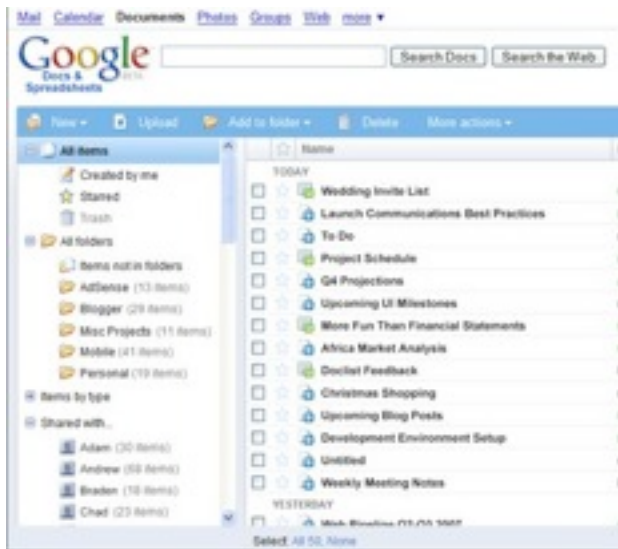 Mail Calendar Documents Photos Groups Web more ▼
Google
Docs & Spreadsheets
BETA
Search Docs Search the Web
New Upload Add to folder Delete More actions
All items
Created by me
Starred
Trash
All folders
Items not in folders
AdSense (13 items)
Blogger (29 items)
Misc Projects (11 items)
Mobile (41 items)
Personal (19 items)
Items by type
Shared with...
Adam (30 items)
Andrew (68 items)
Braden (18 items)
Chad (23 items)
Name
TODAY
Wedding Invite List
Launch Communications Best Practices
To Do
Project Schedule
Q4 Projections
Upcoming UI Milestones
More Fun Than Financial Statements
Africa Market Analysis
Doclist Feedback
Christmas Shopping
Upcoming Blog Posts
Development Environment Setup
Untitled
Weekly Meeting Notes
YESTERDAY
Web Pipeline Q2-Q3 2007
Select: All 50, None